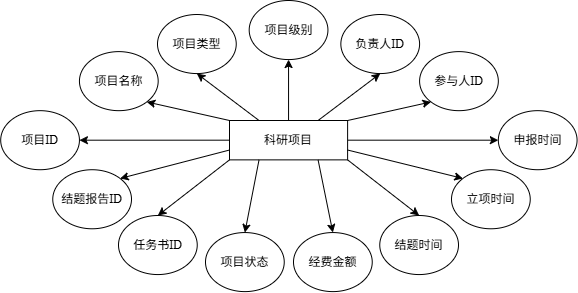 项目级别
项目类型
负责人ID
项目名称
参与人ID
项目ID
科研项目
申报时间
结题报告ID
立项时间
任务书ID
结题时间
项目状态
经费金额